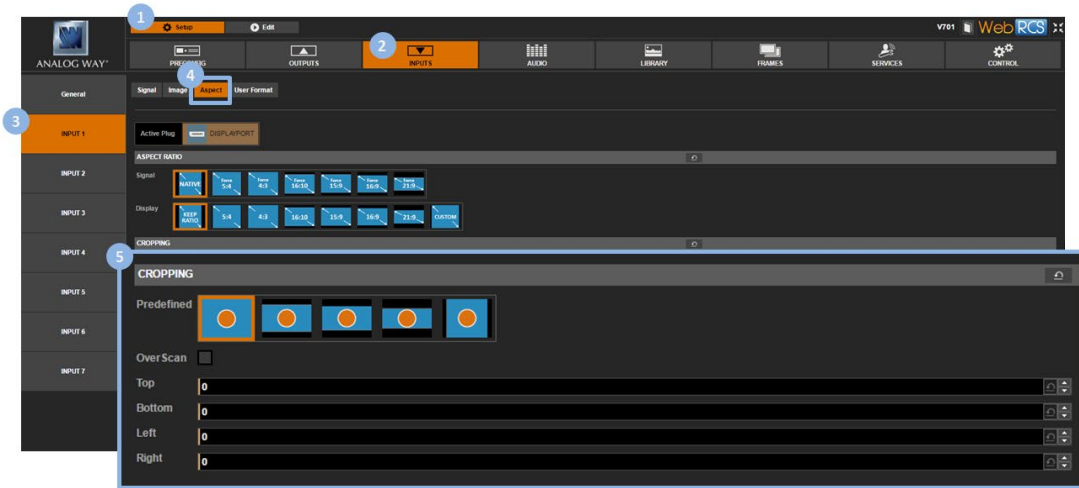 1
Setup
Edit
V701
Web RCS
ANALOG WAY®
PRECONFIG
OUTPUTS
2
INPUTS
AUDIO
LIBRARY
FRAMES
SERVICES
CONTROL
General
4
Signal
Image
Aspect
User Format
3
INPUT 1
Active Plug
DISPLAYPORT
ASPECT RATIO
INPUT 2
Signal
NATIVE
Force 5:4
Force 4:3
Force 16:10
Force 15:9
Force 16:9
Force 21:9
INPUT 3
Display
KEEP RATIO
5:4
4:3
16:10
15:9
16:9
21:9
CUSTOM
INPUT 4
CROPPING
5
CROPPING
INPUT 5
Predefined
INPUT 6
OverScan
INPUT 7
Top
0
Bottom
0
Left
0
Right
0